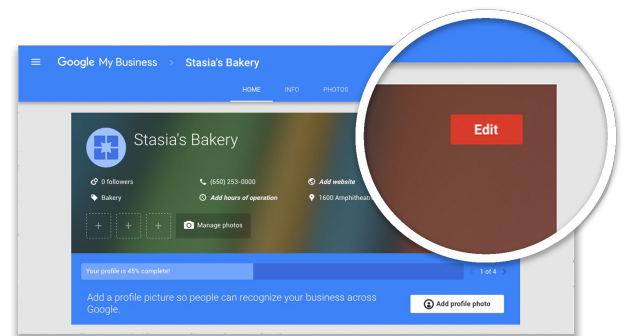 Google My Business > Stasia's Bakery
HOME INFO PHOTOS
Edit
Stasia's Bakery
0 followers (650) 253-0000 Add website
Bakery Add hours of operation 1600 Amphitheatr
+ + + Manage photos
Your profile is 45% complete! 1 of 4 >
Add a profile picture so people can recognize your business across
Google.
Add profile photo